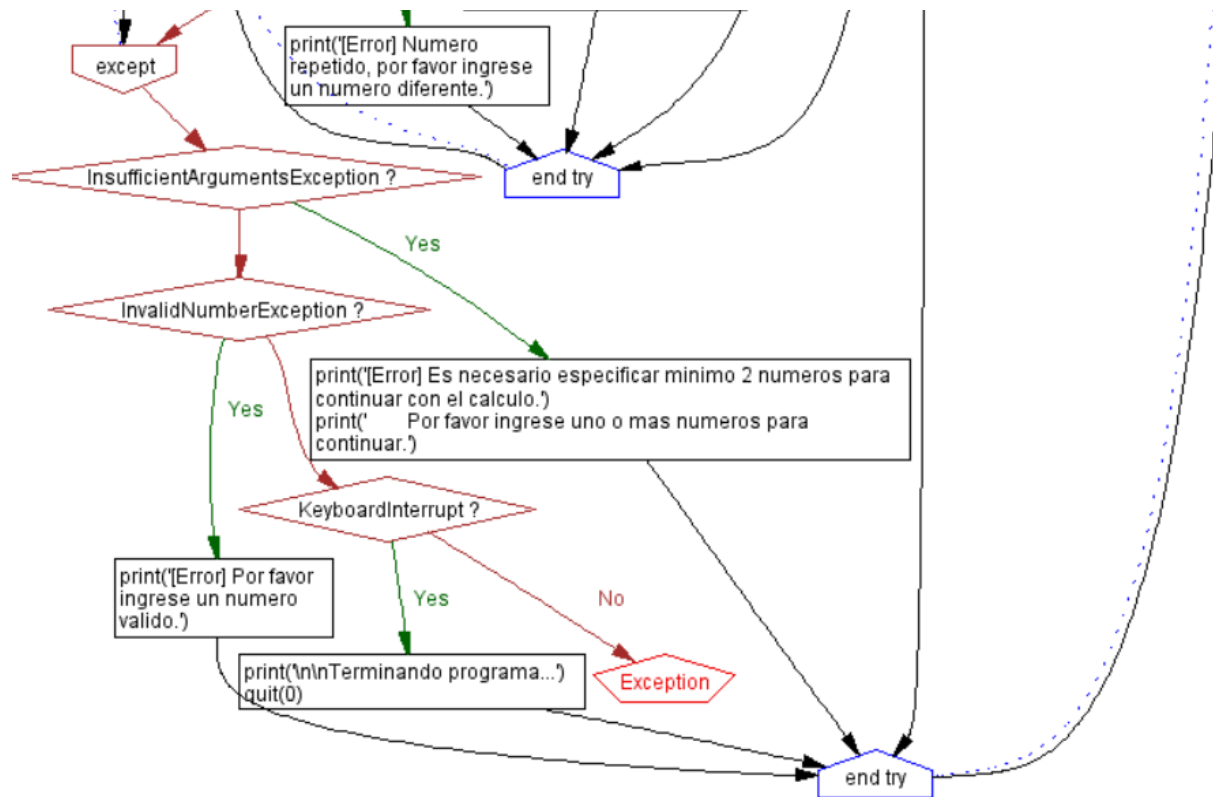 print('[Error] Numero
repetido, por favor ingrese
un numero diferente.')
except
InsufficientArgumentsException ?
end try
Yes
InvalidNumberException ?
print('[Error] Es necesario especificar minimo 2 numeros para
continuar con el calculo.')
print('       Por favor ingrese uno o mas numeros para
continuar.')
Yes
KeyboardInterrupt ?
print('[Error] Por favor
ingrese un numero
valido.')
Yes
No
print('\n\nTerminando programa...')
quit(0)
Exception
end try